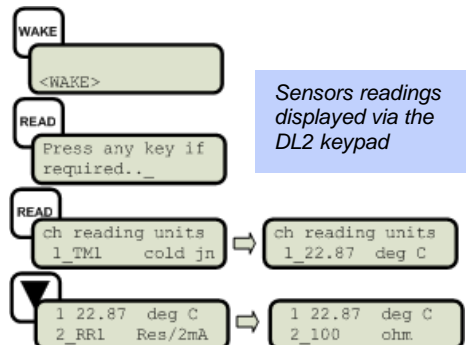 WAKE
<WAKE>
Sensors readings
displayed via the
DL2 keypad
READ
Press any key if
required.._
READ
ch reading units
1_TM1 cold jn
ch reading units
1_22.87 deg C
1 22.87 deg C
2_RR1 Res/2mA
1 22.87 deg C
2_100 ohm